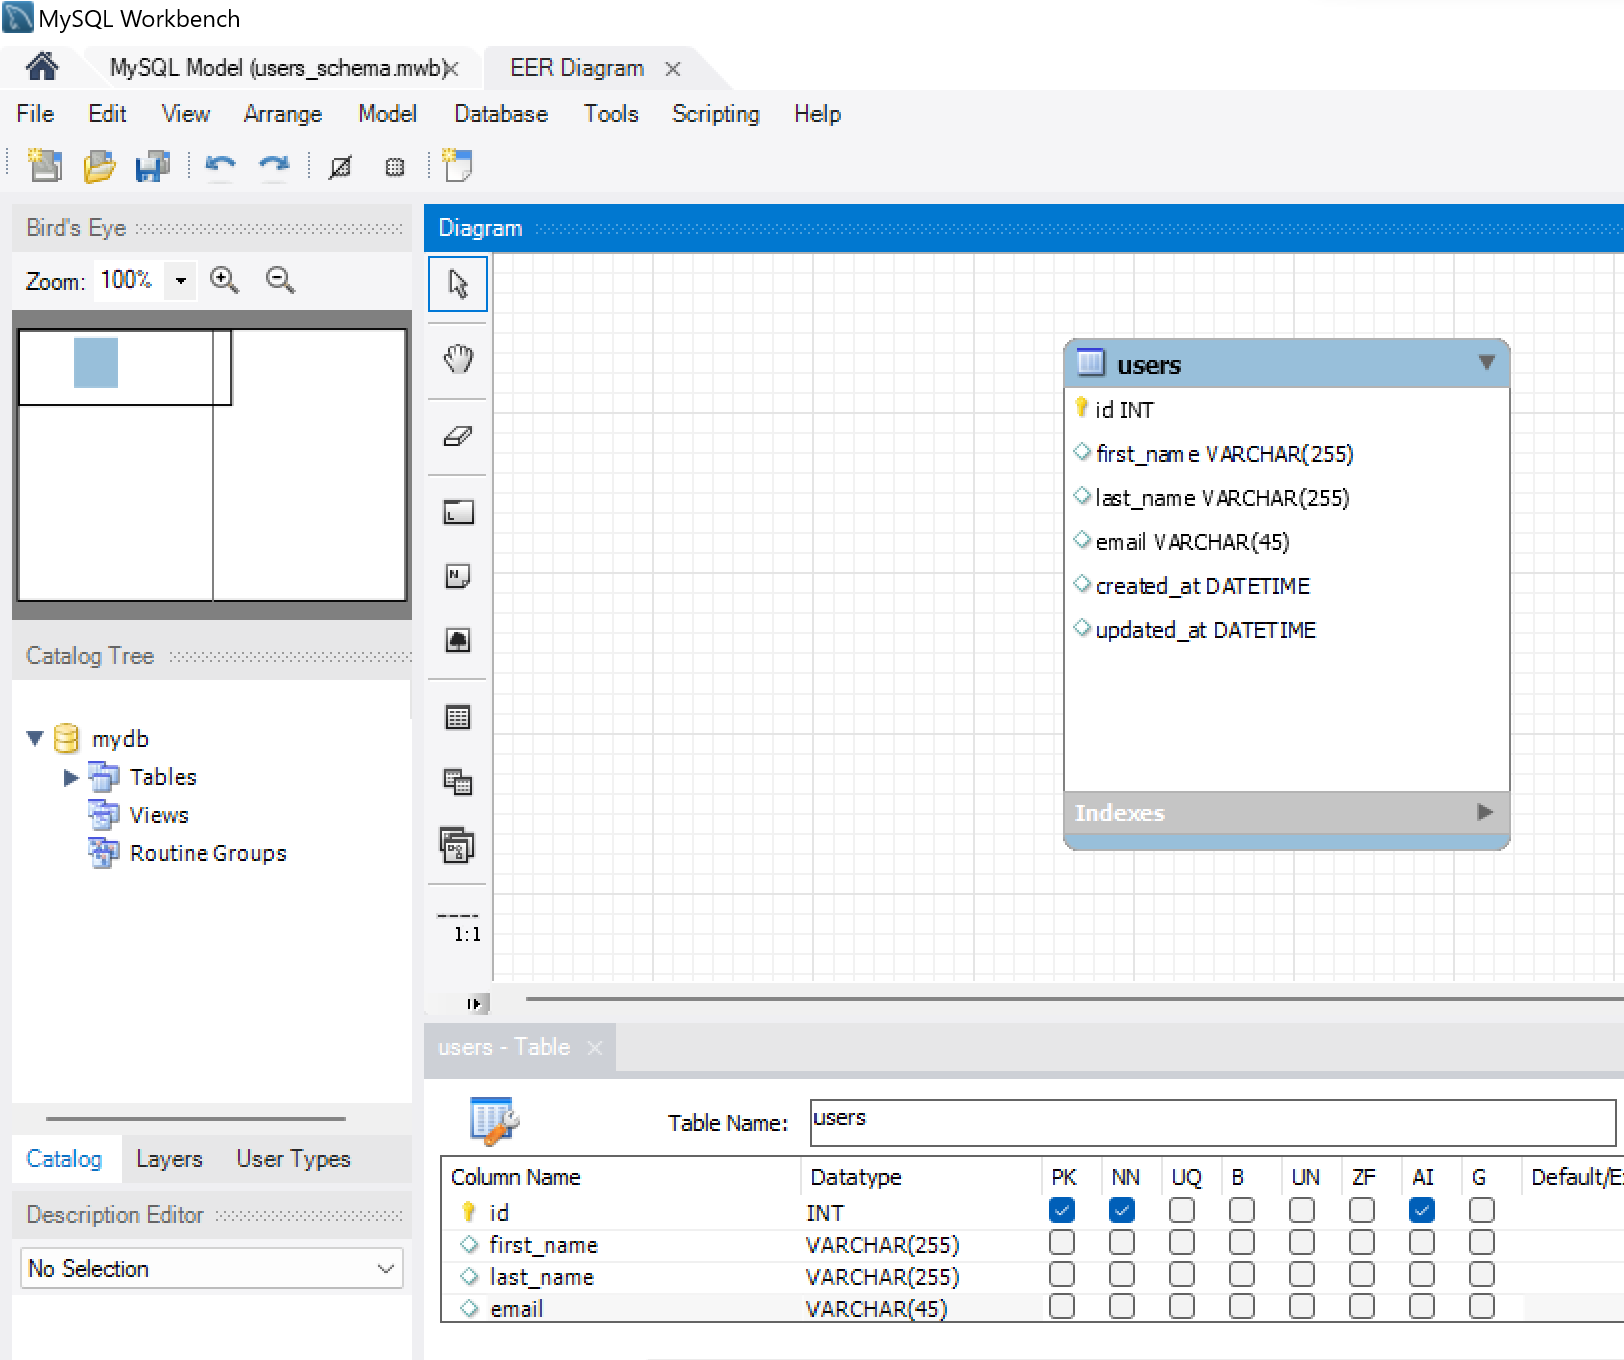 MySQL Workbench
MySQL Model (users_schema.mwb)
EER Diagram
File Edit View Arrange Model Database Tools Scripting Help
Bird's Eye
Zoom: 100%
Diagram
users
id INT
first_name VARCHAR(255)
last_name VARCHAR(255)
email VARCHAR(45)
created_at DATETIME
updated_at DATETIME
Indexes
Catalog Tree
mydb
Tables
Views
Routine Groups
1:1
Catalog Layers User Types
Description Editor
No Selection
users - Table
Table Name: users
Column Name Datatype PK NN UQ B UN ZF AI G Default/E
id INT
first_name VARCHAR(255)
last_name VARCHAR(255)
email VARCHAR(45)